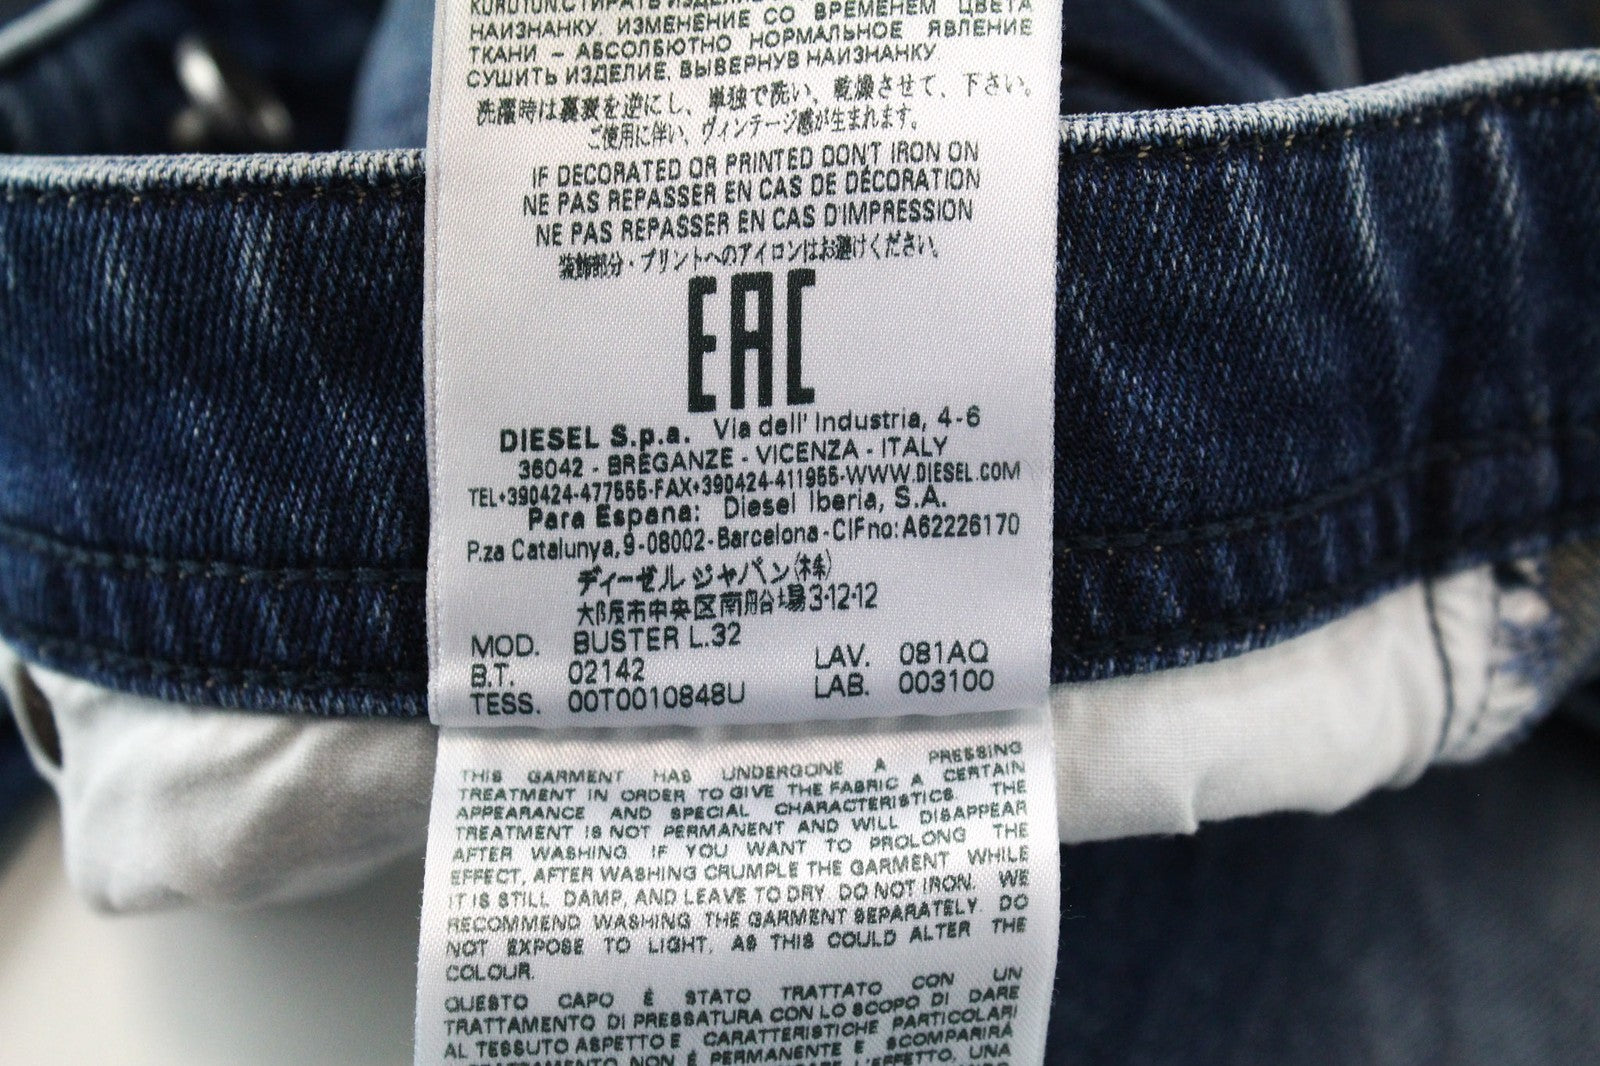 KURUTUN.СТИРАТЬ
НАИЗНАНКУ. ИЗМЕНЕНИЕ СО ВРЕМЕНЕМ ЦВЕТА
ТКАНИ – АБСОЛБЮТНО НОРМАЛЬНОЕ ЯВЛЕНИЕ
СУШИТЬ ИЗДЕЛИЕ, ВЫВЕРНУВ НАИЗНАНКУ.
洗濯時は裏表を逆にし、単独で洗い、乾燥させて、下さい。
ご使用に伴い、ヴィンテージ感が生まれます。
IF DECORATED OR PRINTED DON'T IRON ON
NE PAS REPASSER EN CAS DE DÉCORATION
NE PAS REPASSER EN CAS D'IMPRESSION
装飾部分・プリントへのアイロンはお避けください。
EAC
DIESEL S.p.a. Via dell' Industria, 4-6
36042 - BREGANZE - VICENZA - ITALY
TEL+390424-477555-FAX+390424-411955-WWW.DIESEL.COM
Para Espana: Diesel Iberia, S.A.
P.za Catalunya, 9-08002-Barcelona-CIFno: A62226170
ディーゼル ジャパン(株)
大阪市中央区南船場3-12-12
MOD. BUSTER L.32
B.T. 02142 LAV. 081AQ
TESS. 00T0010848U LAB. 003100
THIS GARMENT HAS UNDERGONE A PRESSING
TREATMENT IN ORDER TO GIVE THE FABRIC A CERTAIN
APPEARANCE AND SPECIAL CHARACTERISTICS. THE
TREATMENT IS NOT PERMANENT AND WILL DISAPPEAR
AFTER WASHING. IF YOU WANT TO PROLONG THE
EFFECT, AFTER WASHING CRUMPLE THE GARMENT WHILE
IT IS STILL DAMP, AND LEAVE TO DRY. DO NOT IRON. WE
RECOMMEND WASHING THE GARMENT SEPARATELY. DO
NOT EXPOSE TO LIGHT, AS THIS COULD ALTER THE
COLOUR.
QUESTO CAPO È STATO TRATTATO CON UN
TRATTAMENTO DI PRESSATURA CON LO SCOPO DI DARE
AL TESSUTO ASPETTO E CARATTERISTICHE PARTICOLARI
TRATTAMENTO NON È PERMANENTE E SCOMPARIRÀ
L'EFFETTO, UNA